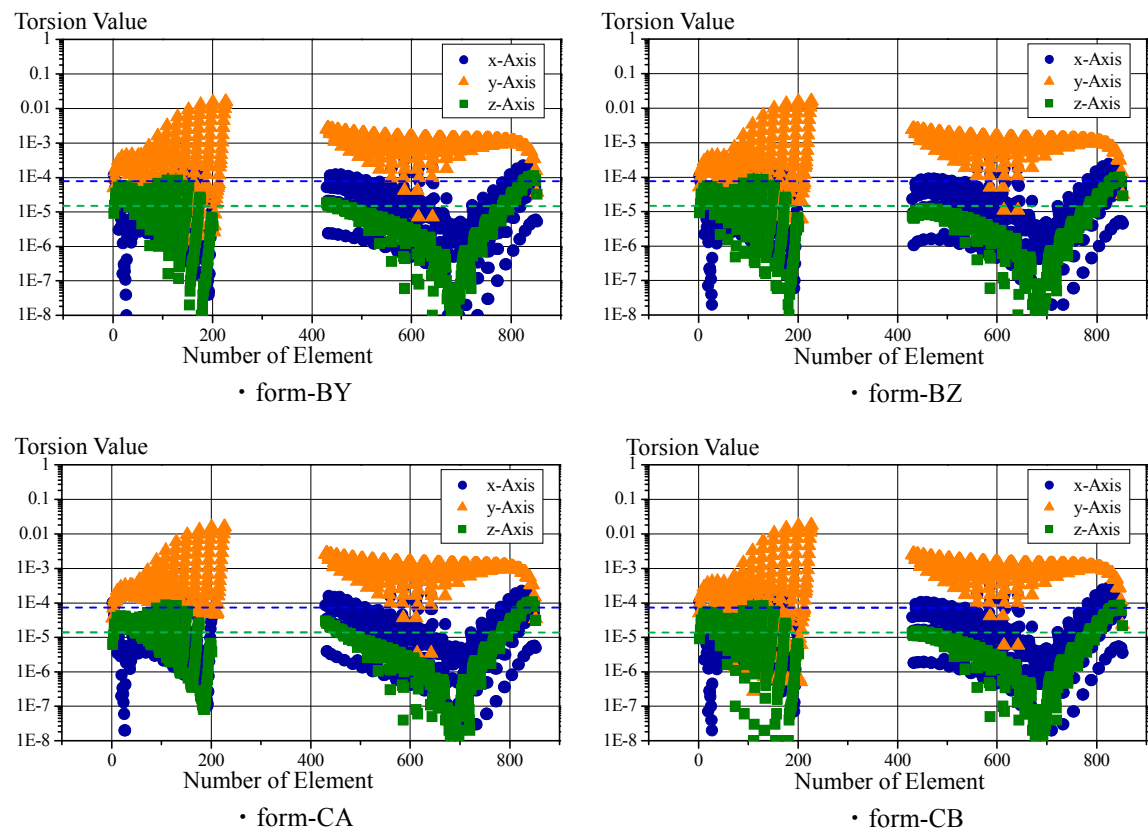 Torsion Value
1
0.1
0.01
1E-3
1E-4
1E-5
1E-6
1E-7
1E-8
0 200 400 600 800
x-Axis
y-Axis
z-Axis
Number of Element
・ form-BY
Torsion Value
1
0.1
0.01
1E-3
1E-4
1E-5
1E-6
1E-7
1E-8
0 200 400 600 800
x-Axis
y-Axis
z-Axis
Number of Element
・ form-BZ
Torsion Value
1
0.1
0.01
1E-3
1E-4
1E-5
1E-6
1E-7
1E-8
0 200 400 600 800
x-Axis
y-Axis
z-Axis
Number of Element
・ form-CA
Torsion Value
1
0.1
0.01
1E-3
1E-4
1E-5
1E-6
1E-7
1E-8
0 200 400 600 800
x-Axis
y-Axis
z-Axis
Number of Element
・ form-CB